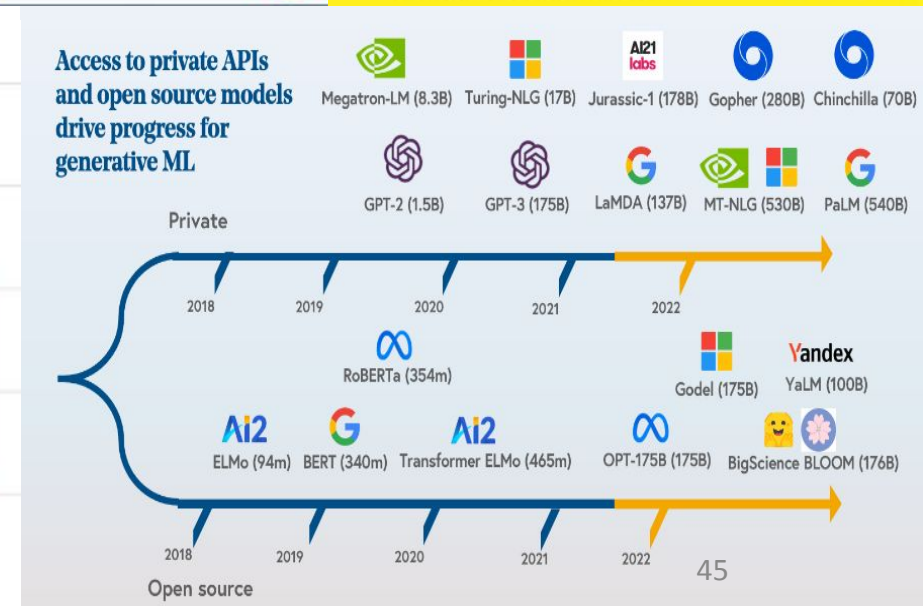 Access to private APIs
and open source models
drive progress for
generative ML
AI21
labs
Megatron-LM (8.3B) Turing-NLG (17B) Jurassic-1 (178B) Gopher (280B) Chinchilla (70B)
GPT-2 (1.5B) GPT-3 (175B) LaMDA (137B) MT-NLG (530B) PaLM (540B)
Private
2018 2019 2020 2021 2022
RoBERTa (354m)
Godel (175B)
Yandex
YaLM (100B)
Ai2 Ai2
ELMo (94m) BERT (340m) Transformer ELMo (465m) OPT-175B (175B) BigScience BLOOM (176B)
2018 2019 2020 2021 2022
45
Open source